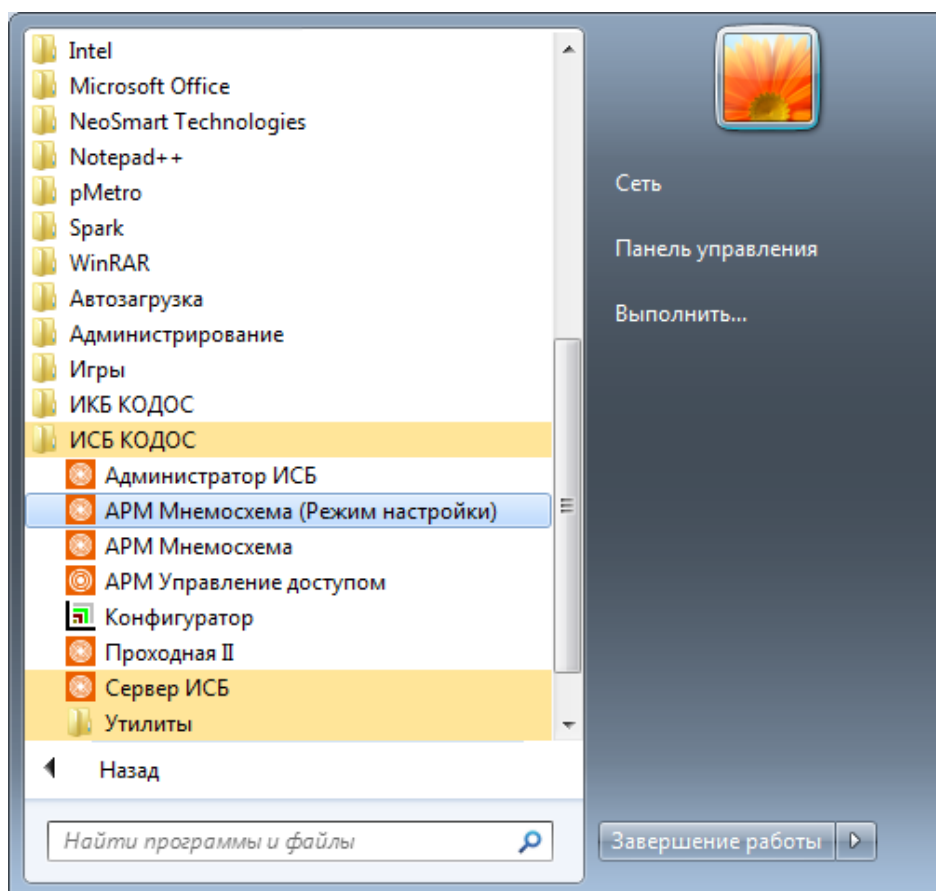 Intel
Microsoft Office
NeoSmart Technologies
Notepad++
pMetro
Spark
WinRAR
Автозагрузка
Администрирование
Игры
ИКБ КОДОС
ИСБ КОДОС
Администратор ИСБ
АРМ Мнемосхема (Режим настройки)
АРМ Мнемосхема
АРМ Управление доступом
Конфигуратор
Проходная II
Сервер ИСБ
Утилиты
Назад
Найти программы и файлы
Сеть
Панель управления
Выполнить...
Завершение работы